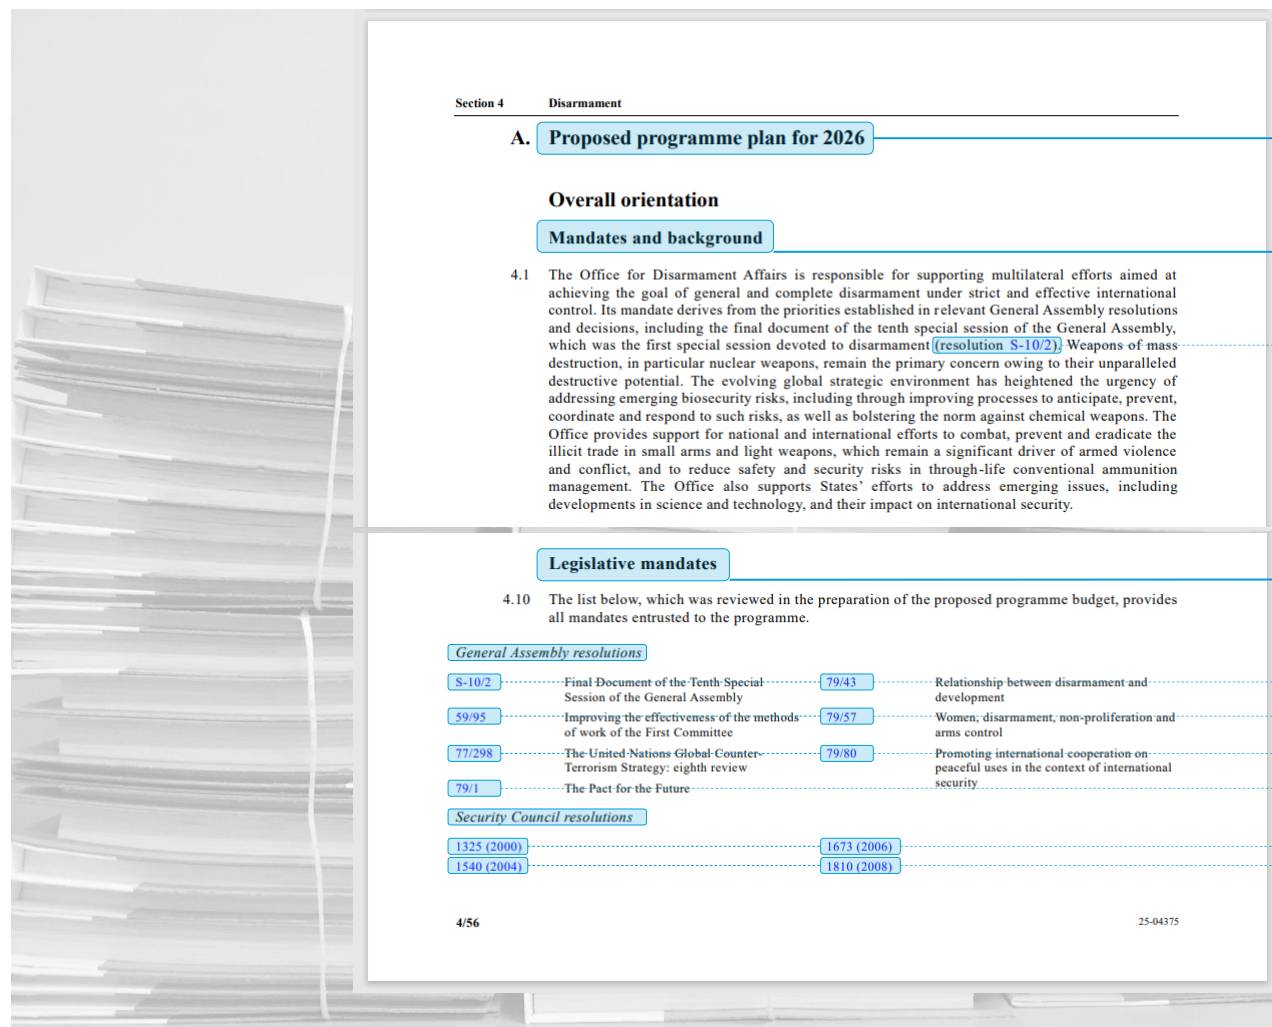 Section 4 Disarmament
A. Proposed programme plan for 2026
Overall orientation
Mandates and background
4.1 The Office for Disarmament Affairs is responsible for supporting multilateral efforts aimed at
achieving the goal of general and complete disarmament under strict and effective international
control. Its mandate derives from the priorities established in relevant General Assembly resolutions
and decisions, including the final document of the tenth special session of the General Assembly,
which was the first special session devoted to disarmament (resolution S-10/2). Weapons of mass
destruction, in particular nuclear weapons, remain the primary concern owing to their unparalleled
destructive potential. The evolving global strategic environment has heightened the urgency of
addressing emerging biosecurity risks, including through improving processes to anticipate, prevent,
coordinate and respond to such risks, as well as bolstering the norm against chemical weapons. The
Office provides support for national and international efforts to combat, prevent and eradicate the
illicit trade in small arms and light weapons, which remain a significant driver of armed violence
and conflict, and to reduce safety and security risks in through-life conventional ammunition
management. The Office also supports States’ efforts to address emerging issues, including
developments in science and technology, and their impact on international security.
Legislative mandates
4.10 The list below, which was reviewed in the preparation of the proposed programme budget, provides
all mandates entrusted to the programme.
General Assembly resolutions
S-10/2 Final Document of the Tenth Special
Session of the General Assembly
59/95 Improving the effectiveness of the methods
of work of the First Committee
77/298 The United Nations Global Counter-
Terrorism Strategy: eighth review
79/1 The Pact for the Future
79/43 Relationship between disarmament and
development
79/57 Women, disarmament, non-proliferation and
arms control
79/80 Promoting international cooperation on
peaceful uses in the context of international
security
Security Council resolutions
1325 (2000)
1540 (2004)
1673 (2006)
1810 (2008)
4/56
25-04375